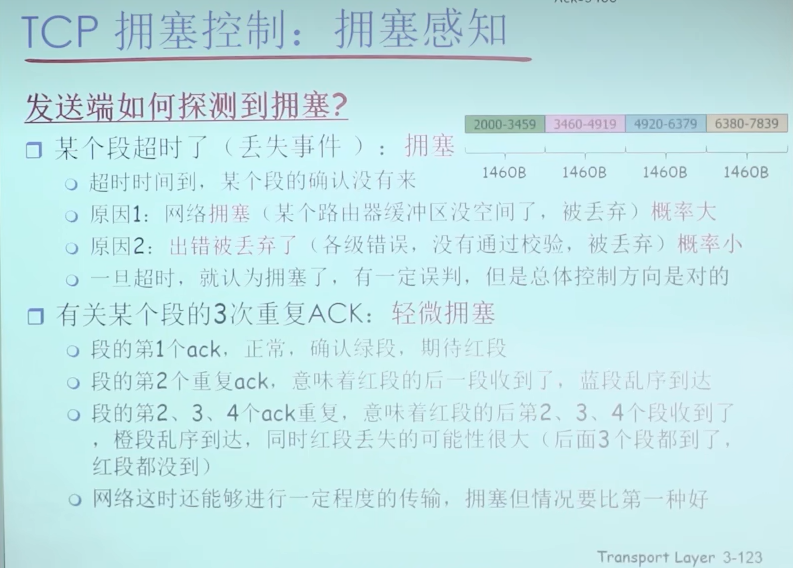 TCP 拥塞控制：拥塞感知
发送端如何探测到拥塞?
2000-3459 3460-4919 4920-6379 6380-7839
1460B 1460B 1460B 1460B
某个段超时了（丢失事件 ）：拥塞
超时时间到，某个段的确认没有来
原因1：网络拥塞（某个路由器缓冲区没空间了，被丢弃）概率大
原因2：出错被丢弃了（各级错误，没有通过校验，被丢弃）概率小
一旦超时，就认为拥塞了，有一定误判，但是总体控制方向是对的
有关某个段的3次重复ACK：轻微拥塞
段的第1个ack，正常，确认绿段，期待红段
段的第2个重复ack，意味着红段的后一段收到了，蓝段乱序到达
段的第2、3、4个ack重复，意味着红段的后第2、3、4个段收到了
，橙段乱序到达，同时红段丢失的可能性很大（后面3个段都到了，
红段都没到）
网络这时还能够进行一定程度的传输，拥塞但情况要比第一种好
Transport Layer 3-123